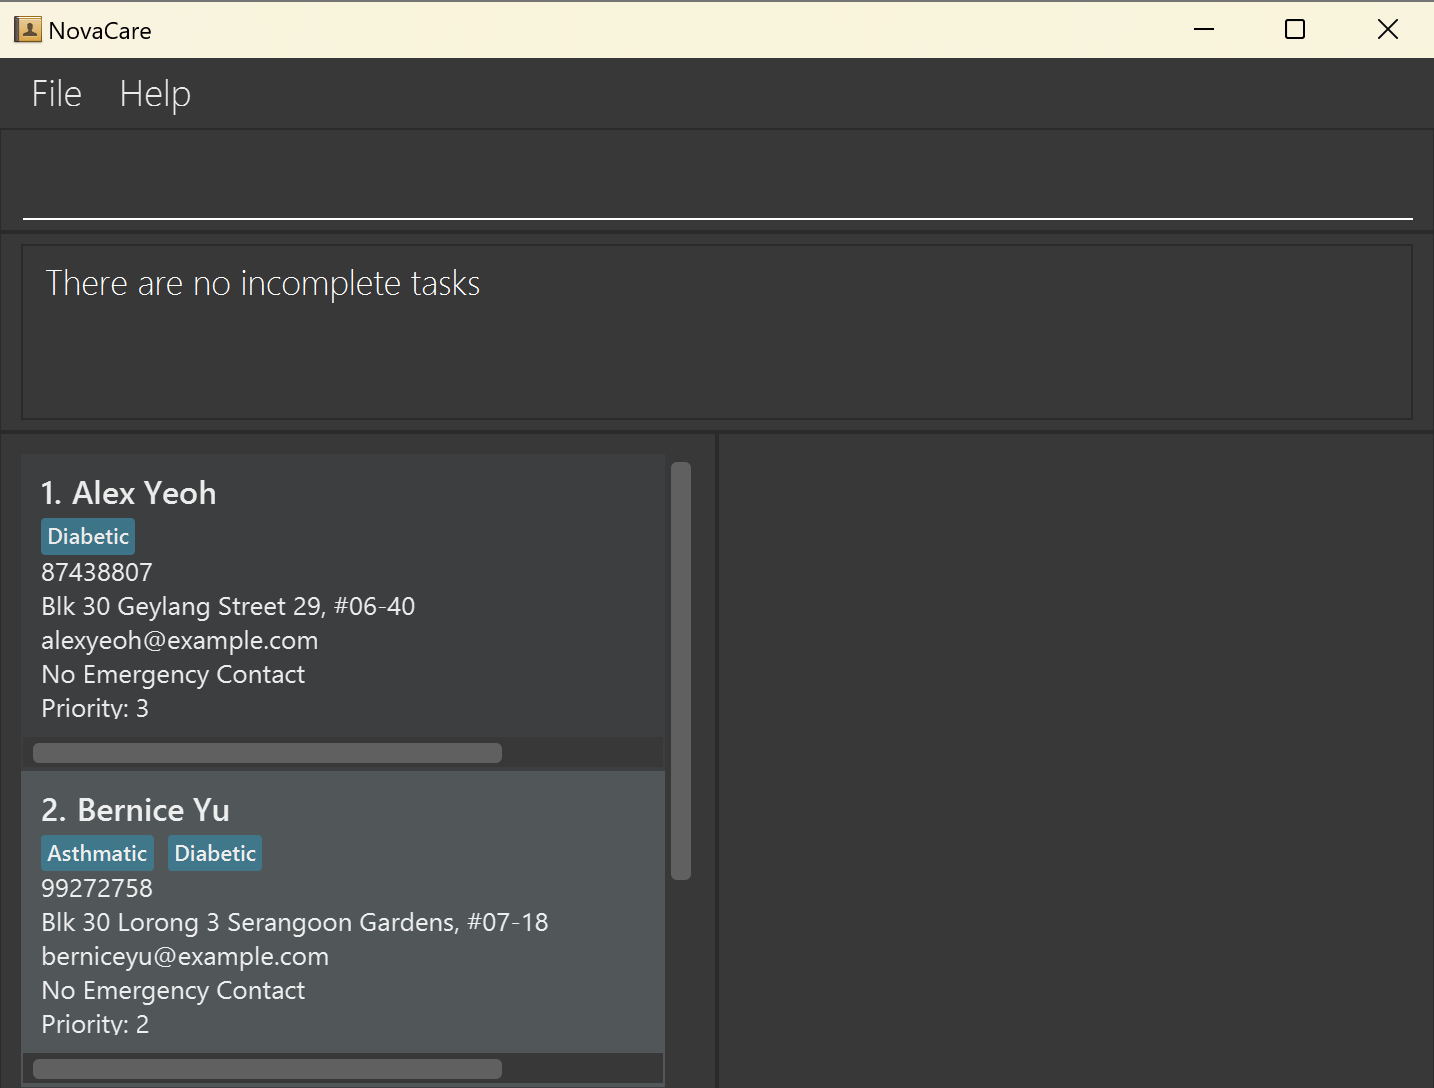 NovaCare
File Help
There are no incomplete tasks
1. Alex Yeoh
Diabetic
87438807
Blk 30 Geylang Street 29, #06-40
alexyeoh@example.com
No Emergency Contact
Priority: 3
2. Bernice Yu
Asthmatic Diabetic
99272758
Blk 30 Lorong 3 Serangoon Gardens, #07-18
berniceyu@example.com
No Emergency Contact
Priority: 2